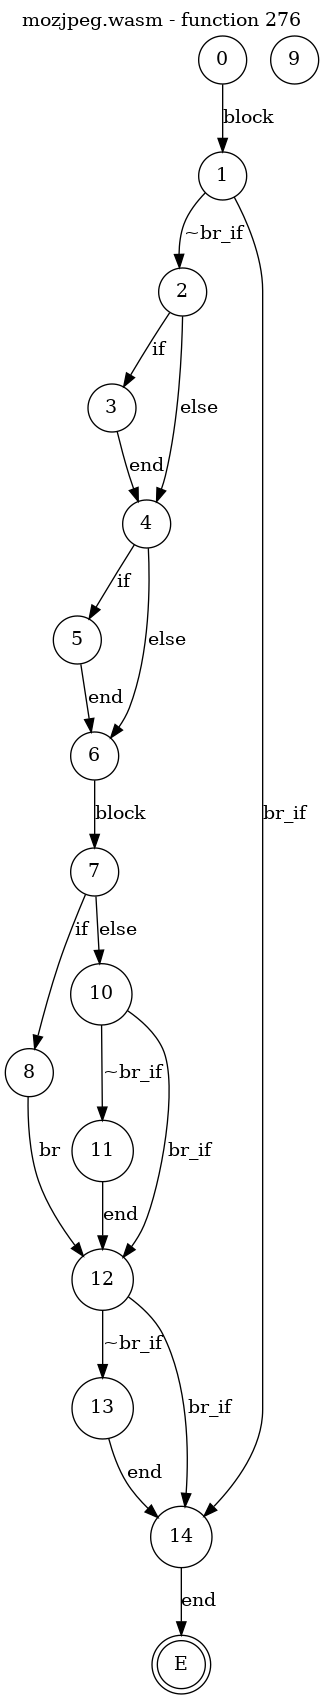 mozjpeg.wasm - function 276
0
9
block
1
~br_if
2
if
3
else
end
4
if
5
else
end
6
block
br_if
7
if
else
10
8
~br_if
br
11
br_if
end
12
~br_if
13
br_if
end
14
end
E